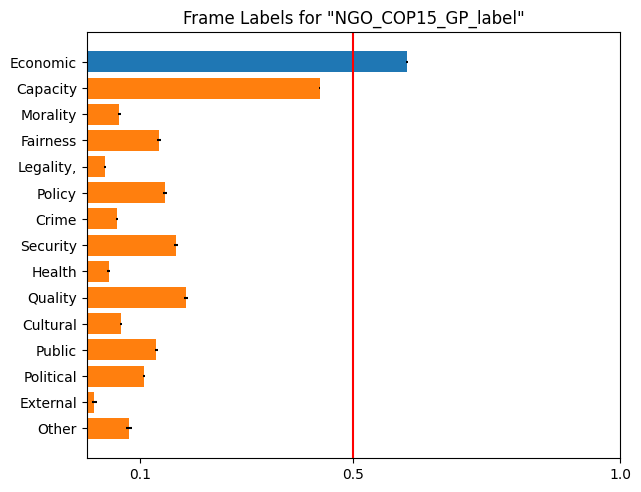 Frame Labels for "NGO_COP15_GP_label"
Economic
Capacity
Morality
Fairness
Legality,
Policy
Crime
Security
Health
Quality
Cultural
Public
Political
External
Other
0.1 0.5 1.0